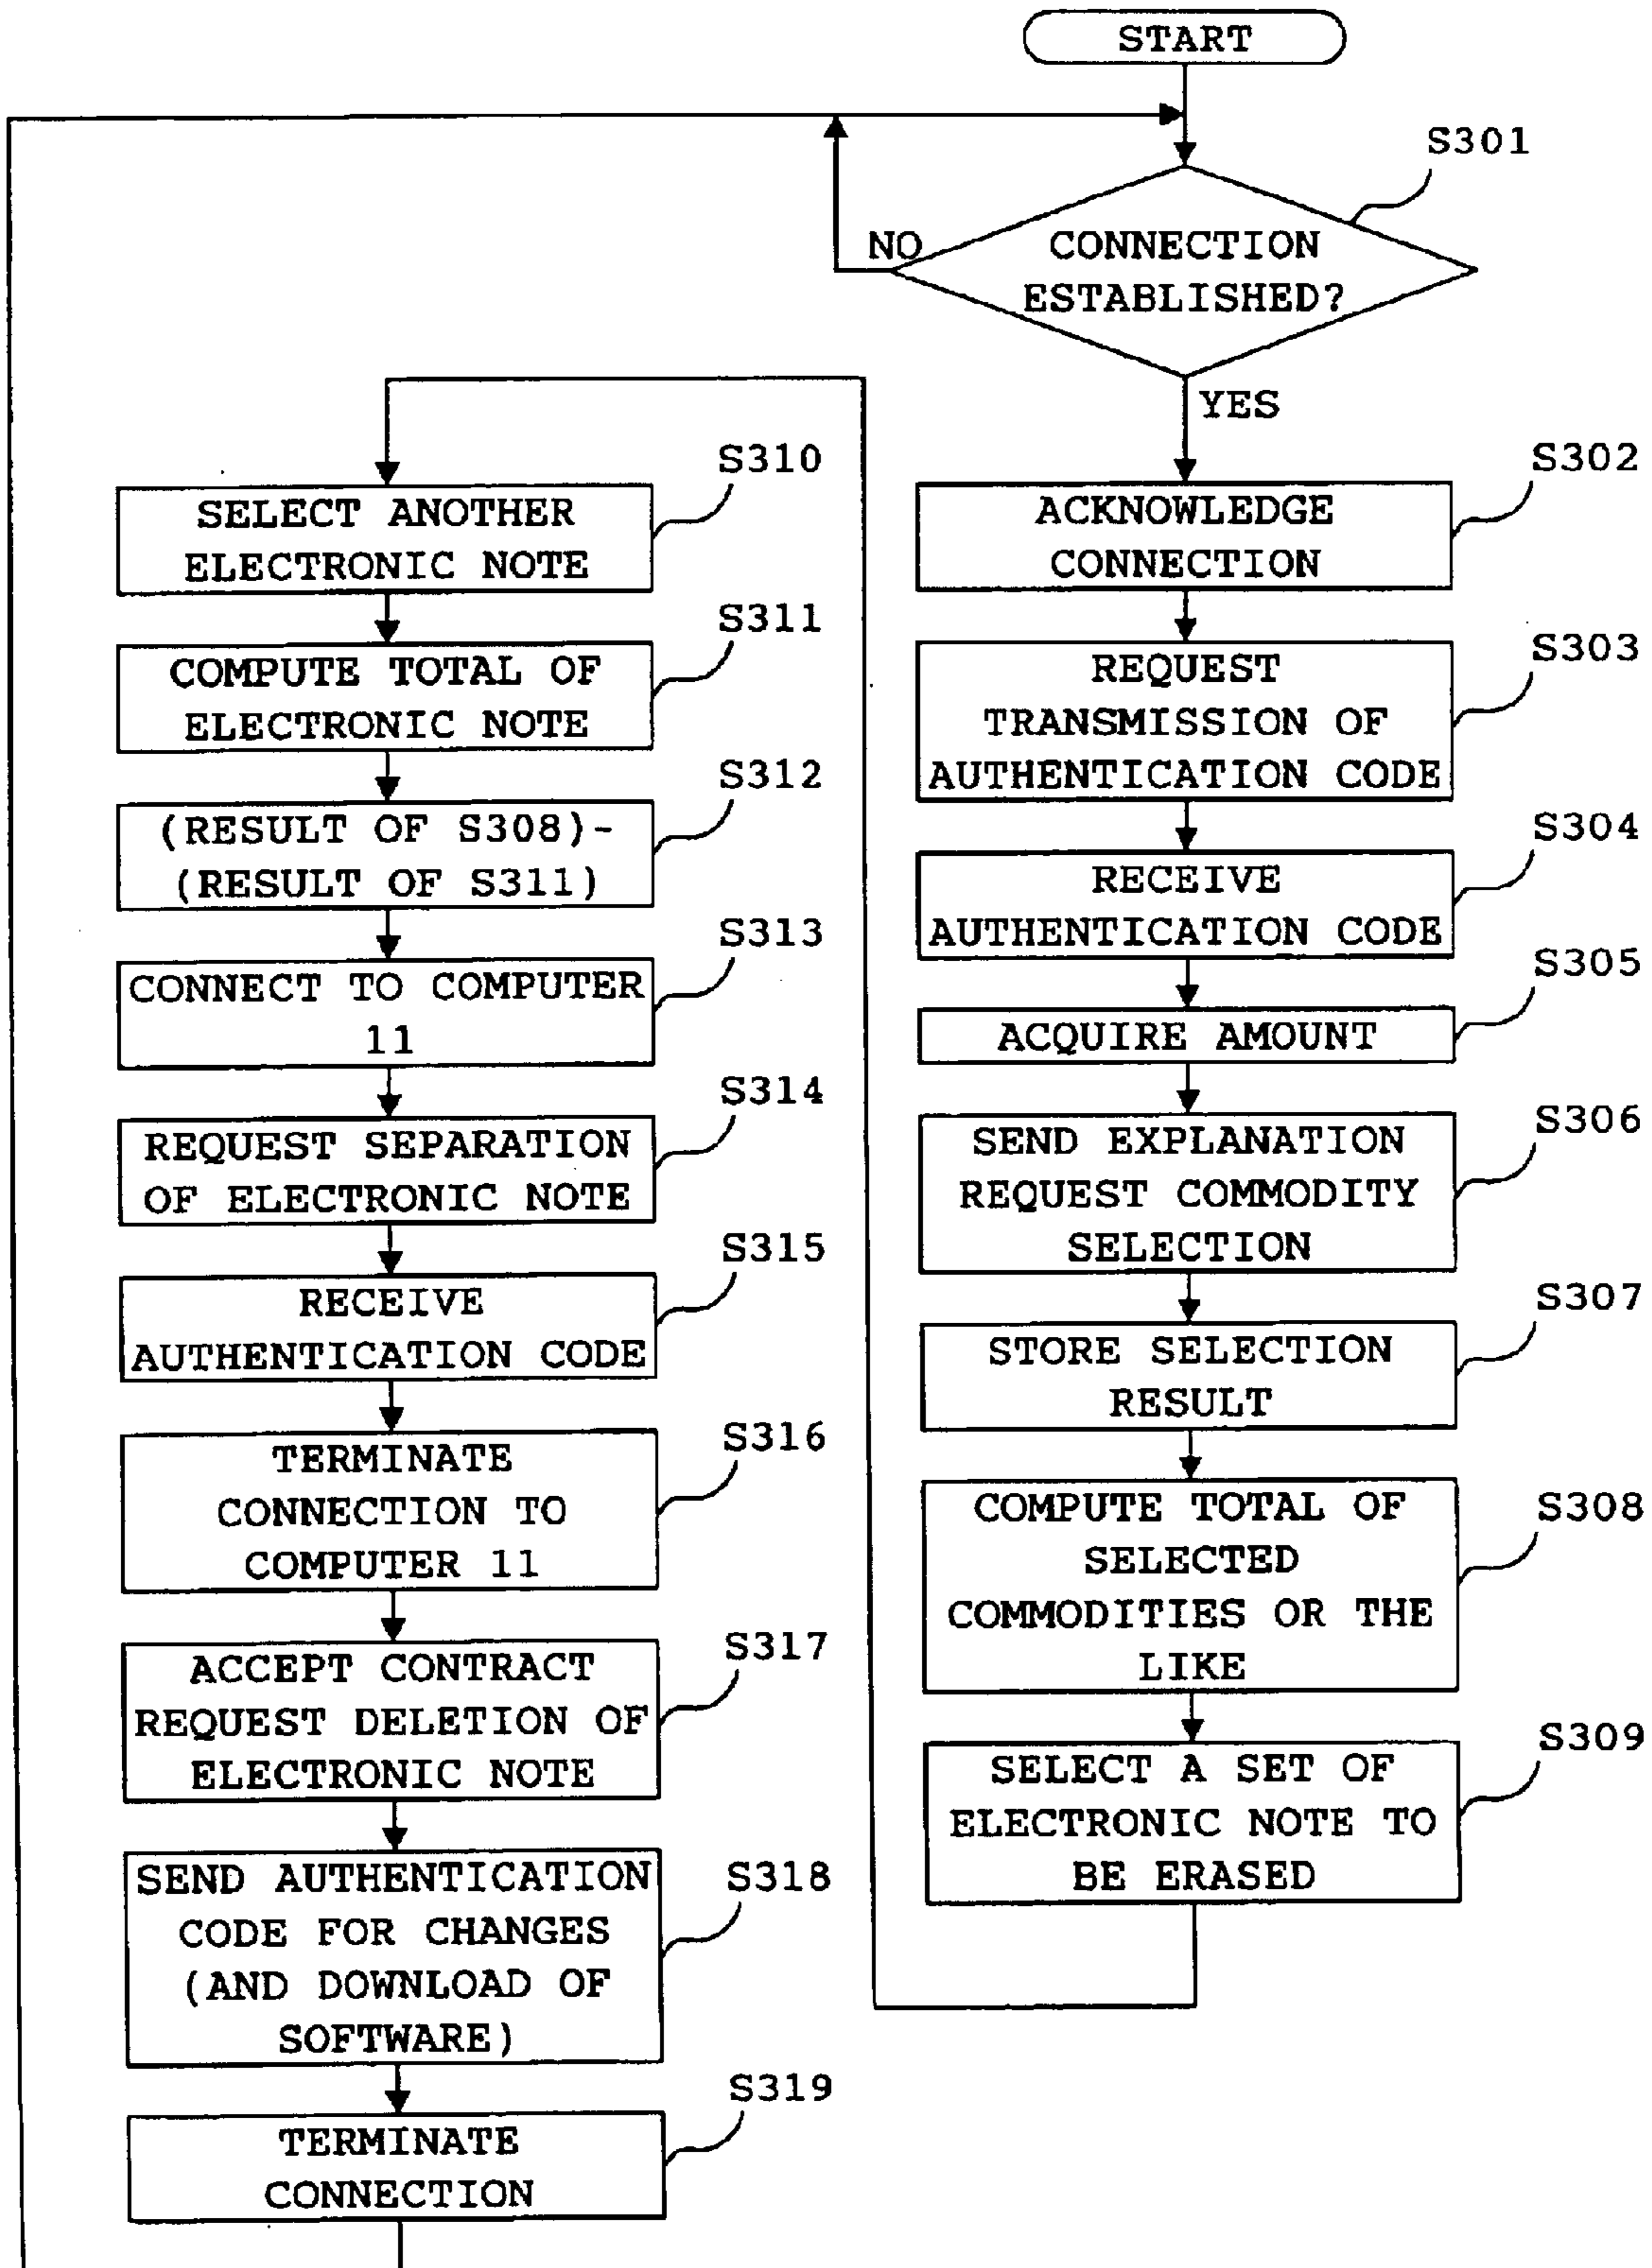 START
S301
NO
CONNECTION
ESTABLISHED?
YES
S302
ACKNOWLEDGE
CONNECTION
S303
REQUEST
TRANSMISSION OF
AUTHENTICATION CODE
S304
RECEIVE
AUTHENTICATION CODE
S305
ACQUIRE AMOUNT
S306
SEND EXPLANATION
REQUEST COMMODITY
SELECTION
S307
STORE SELECTION
RESULT
S308
COMPUTE TOTAL OF
SELECTED
COMMODITIES OR THE
LIKE
S309
SELECT A SET OF
ELECTRONIC NOTE TO
BE ERASED
S310
SELECT ANOTHER
ELECTRONIC NOTE
S311
COMPUTE TOTAL OF
ELECTRONIC NOTE
S312
(RESULT OF S308)-
(RESULT OF S311)
S313
CONNECT TO COMPUTER
11
S314
REQUEST SEPARATION
OF ELECTRONIC NOTE
S315
RECEIVE
AUTHENTICATION CODE
S316
TERMINATE
CONNECTION TO
COMPUTER 11
S317
ACCEPT CONTRACT
REQUEST DELETION OF
ELECTRONIC NOTE
S318
SEND AUTHENTICATION
CODE FOR CHANGES
(AND DOWNLOAD OF
SOFTWARE)
S319
TERMINATE
CONNECTION